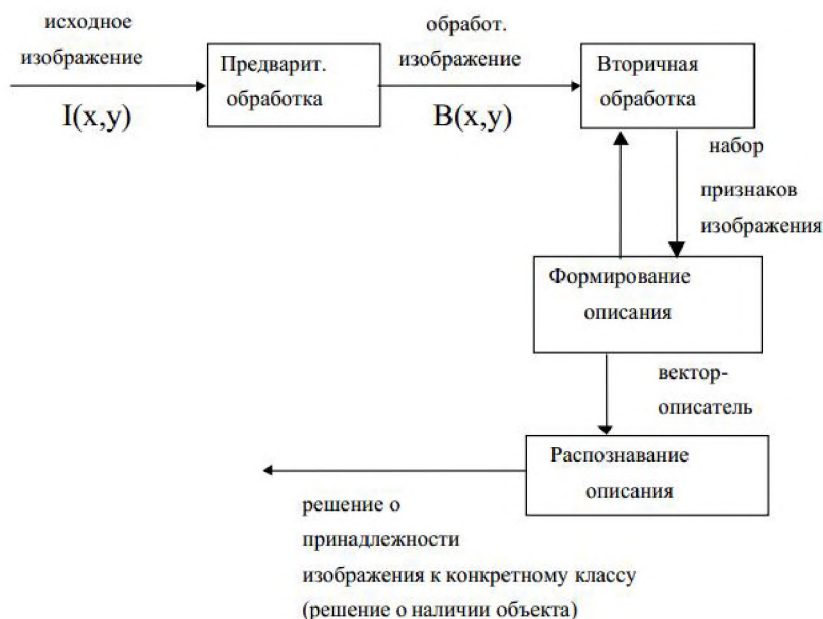 исходное
изображение
I(x,y)
Предварит.
обработка
обработ.
изображение
B(x,y)
Вторичная
обработка
набор
признаков
изображения
Формирование
описания
вектор-
описатель
Распознавание
описания
решение о
принадлежности
изображения к конкретному классу
(решение о наличии объекта)